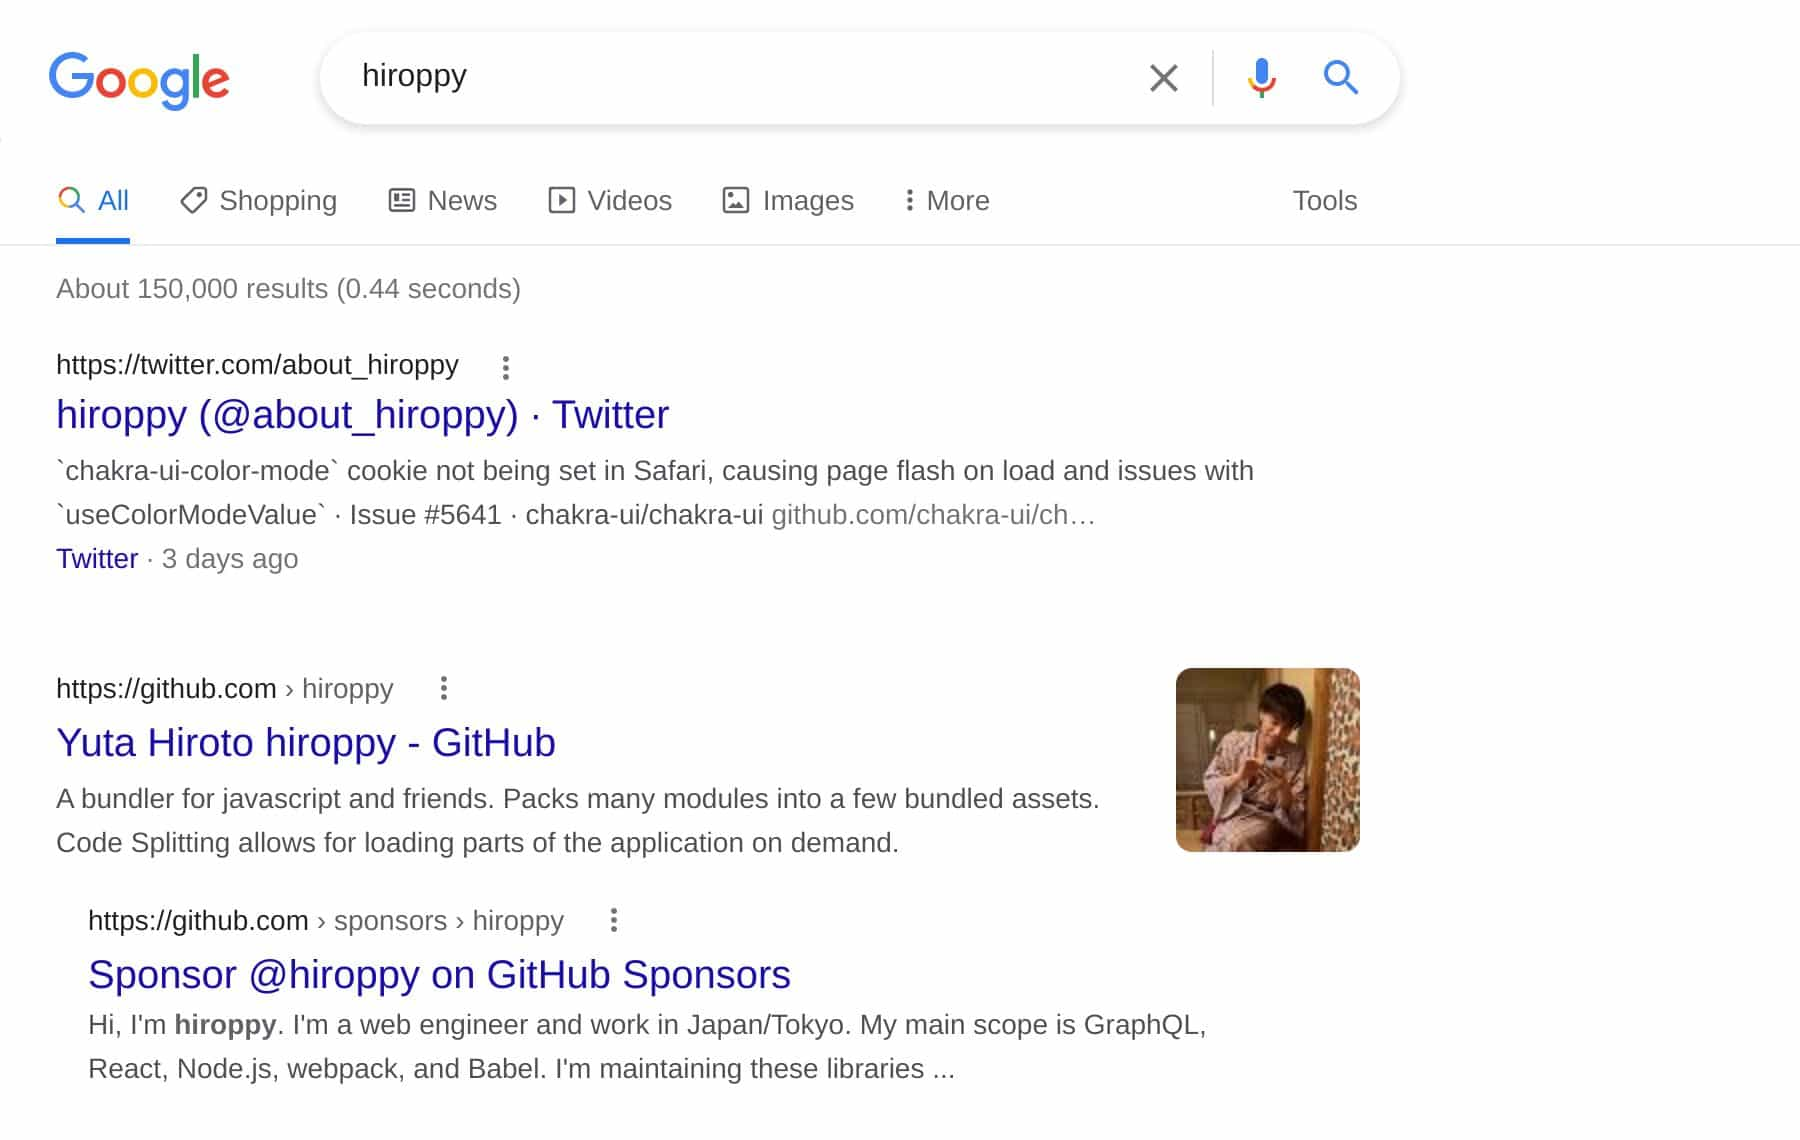 Google
hiroppy
All Shopping News Videos Images More Tools
About 150,000 results (0.44 seconds)
https://twitter.com/about_hiroppy
hiroppy (@about_hiroppy) · Twitter
`chakra-ui-color-mode` cookie not being set in Safari, causing page flash on load and issues with
`useColorModeValue` · Issue #5641 · chakra-ui/chakra-ui github.com/chakra-ui/ch…
Twitter · 3 days ago
https://github.com › hiroppy
Yuta Hiroto hiroppy - GitHub
A bundler for javascript and friends. Packs many modules into a few bundled assets.
Code Splitting allows for loading parts of the application on demand.
https://github.com › sponsors › hiroppy
Sponsor @hiroppy on GitHub Sponsors
Hi, I'm hiroppy. I'm a web engineer and work in Japan/Tokyo. My main scope is GraphQL,
React, Node.js, webpack, and Babel. I'm maintaining these libraries ...